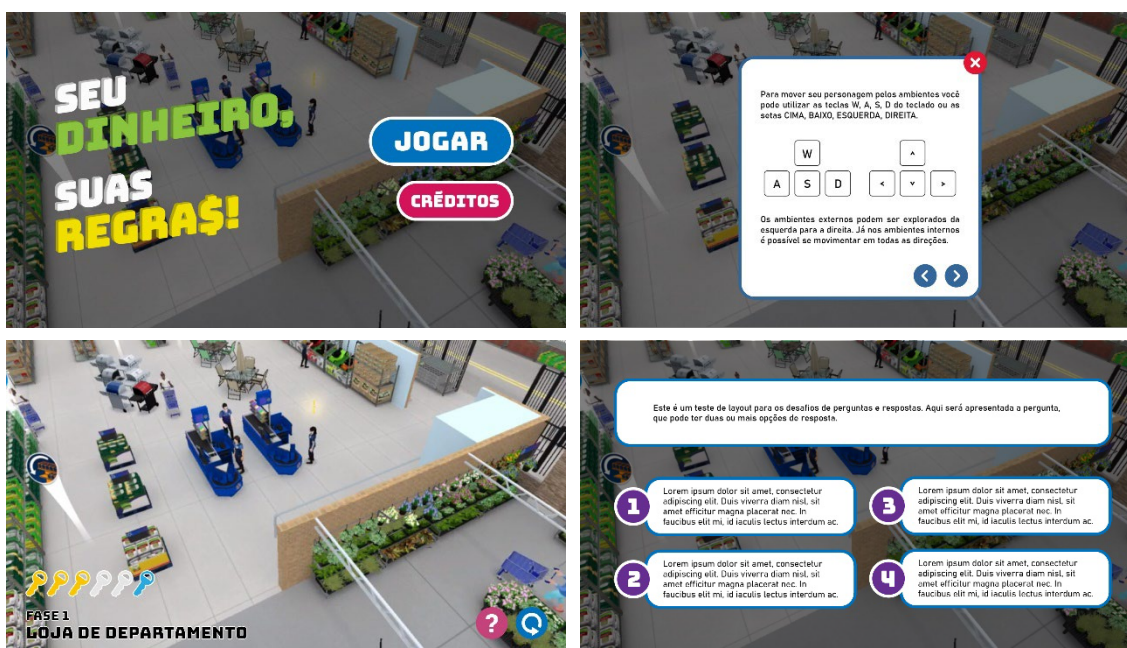 SEU
DINHEIRO,
SUAS
REGRA$!
JOGAR
CRÉDITOS
Para mover seu personagem pelos ambientes você
pode utilizar as teclas W, A, S, D do teclado ou as
setas CIMA, BAIXO, ESQUERDA, DIREITA.
W
A S D
Os ambientes externos podem ser explorados da
esquerda para a direita. Já nos ambientes internos
é possível se movimentar em todas as direções.
FASE 1
LOJA DE DEPARTAMENTO
?
Este é um teste de layout para os desafios de perguntas e respostas. Aqui será apresentada a pergunta,
que pode ter duas ou mais opções de resposta.
1
Lorem ipsum dolor sit amet, consectetur
adipiscing elit. Duis viverra diam nisl, sit
amet efficitur magna placerat nec. In
faucibus elit mi, id iaculis lectus interdum ac.
2
Lorem ipsum dolor sit amet, consectetur
adipiscing elit. Duis viverra diam nisl, sit
amet efficitur magna placerat nec. In
faucibus elit mi, id iaculis lectus interdum ac.
3
Lorem ipsum dolor sit amet, consectetur
adipiscing elit. Duis viverra diam nisl, sit
amet efficitur magna placerat nec. In
faucibus elit mi, id iaculis lectus interdum ac.
4
Lorem ipsum dolor sit amet, consectetur
adipiscing elit. Duis viverra diam nisl, sit
amet efficitur magna placerat nec. In
faucibus elit mi, id iaculis lectus interdum ac.